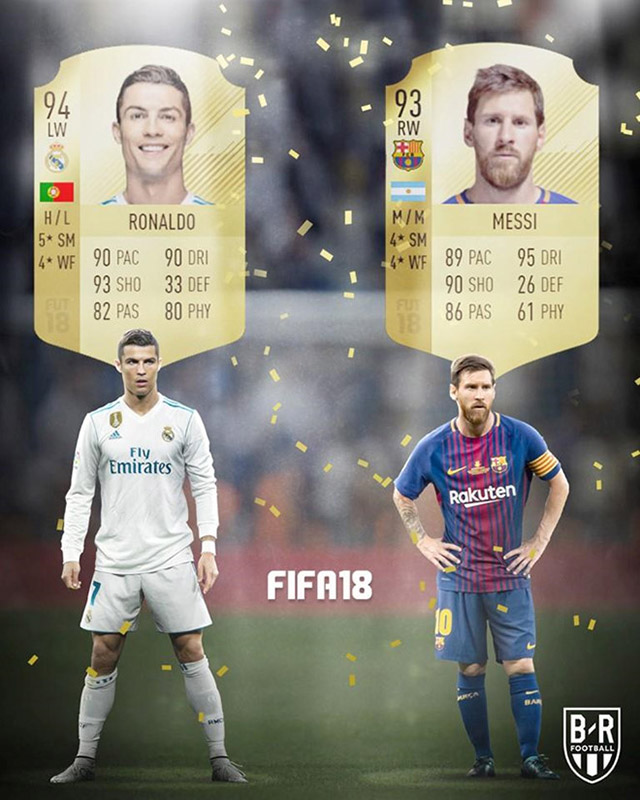 94
LW
H / L
5★ SM
4★ WF
FUT
18
RONALDO
90 PAC 90 DRI
93 SHO 33 DEF
82 PAS 80 PHY
93
RW
M / M
4★ SM
4★ WF
FUT
18
MESSI
89 PAC 95 DRI
90 SHO 26 DEF
86 PAS 61 PHY
Fly
Emirates
7
Rakuten
10
FIFA18
B-R
FOOTBALL